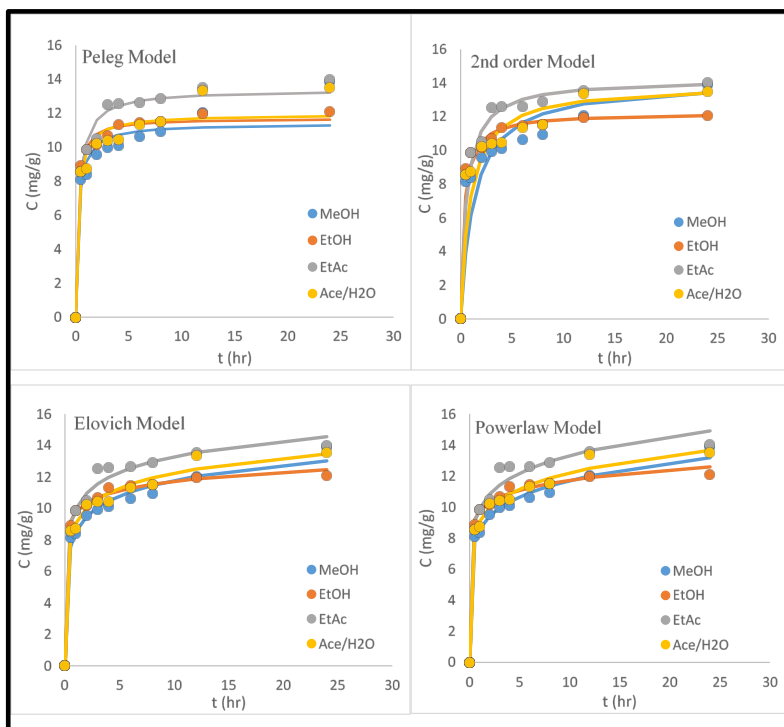 Peleg Model
16
14
12
10
8
6
4
2
0
C (mg/g)
0 5 10 15 20 25 30
t (hr)
MeOH
EtOH
EtAc
Ace/H2O
2nd order Model
16
14
12
10
8
6
4
2
0
C (mg/g)
0 5 10 15 20 25 30
t (hr)
MeOH
EtOH
EtAc
Ace/H2O
Elovich Model
16
14
12
10
8
6
4
2
0
C (mg/g)
0 5 10 15 20 25 30
t (hr)
MeOH
EtOH
EtAc
Ace/H2O
Powerlaw Model
16
14
12
10
8
6
4
2
0
C (mg/g)
0 5 10 15 20 25 30
t (hr)
MeOH
EtOH
EtAc
Ace/H2O